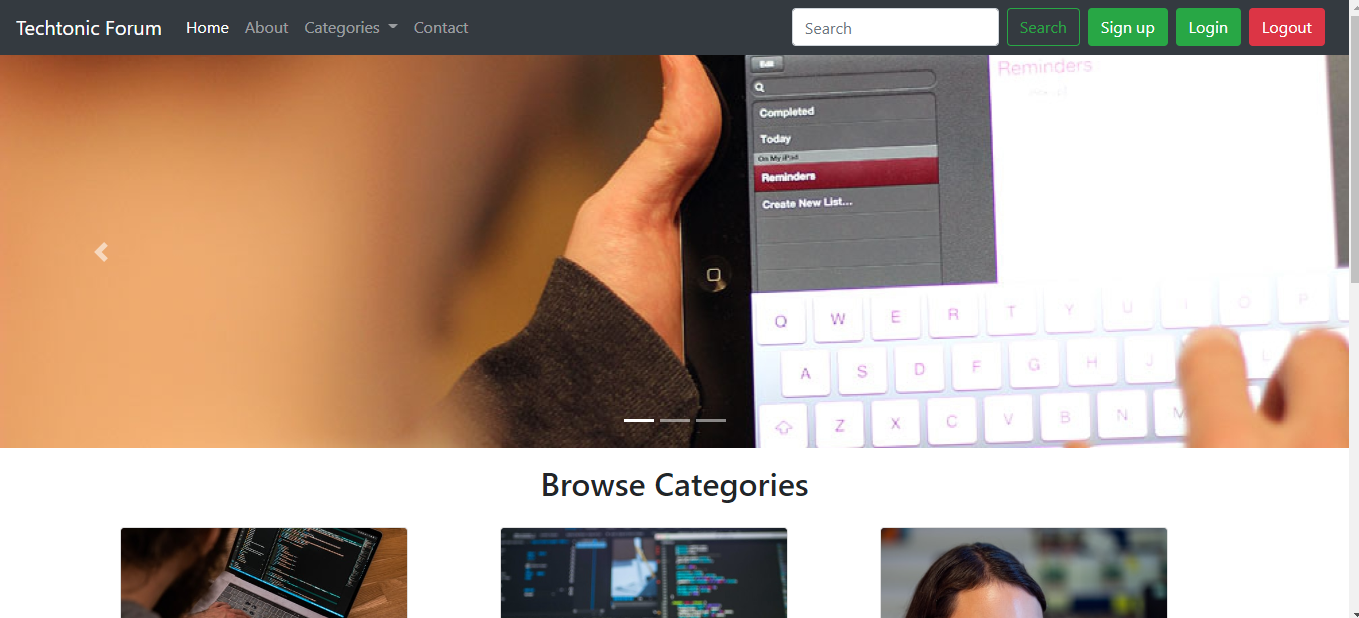 Techtonic Forum Home About Categories Contact Search Search Sign up Login Logout
Edit
Reminders
Completed
Today
On My iPad
Reminders
Create New List...
Q W E R T Y U I O P
A S D F G H J L
Z X C V B N M
Browse Categories